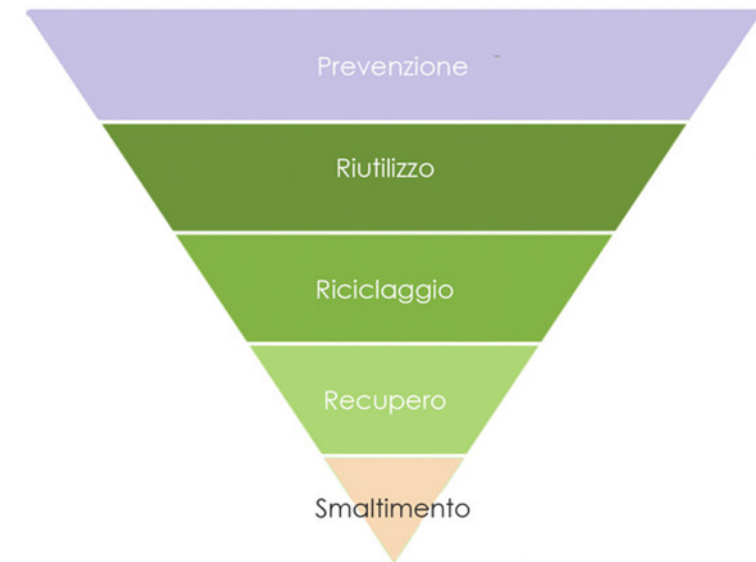 Prevenzione
Riutilizzo
Riciclaggio
Recupero
Smaltimento